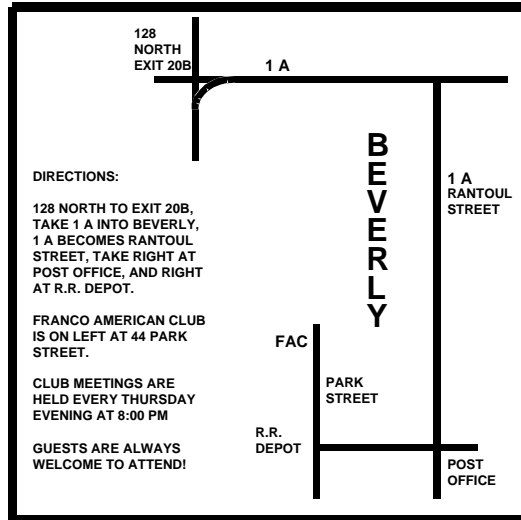 128
NORTH
EXIT 20B
1 A
DIRECTIONS:
128 NORTH TO EXIT 20B,
TAKE 1 A INTO BEVERLY,
1 A BECOMES RANTOUL
STREET, TAKE RIGHT AT
POST OFFICE, AND RIGHT
AT R.R. DEPOT.
FRANCO AMERICAN CLUB
IS ON LEFT AT 44 PARK
STREET.
CLUB MEETINGS ARE
HELD EVERY THURSDAY
EVENING AT 8:00 PM
GUESTS ARE ALWAYS
WELCOME TO ATTEND!
BEVERLY
1 A
RANTOUL
STREET
FAC
PARK
STREET
R.R.
DEPOT
POST
OFFICE